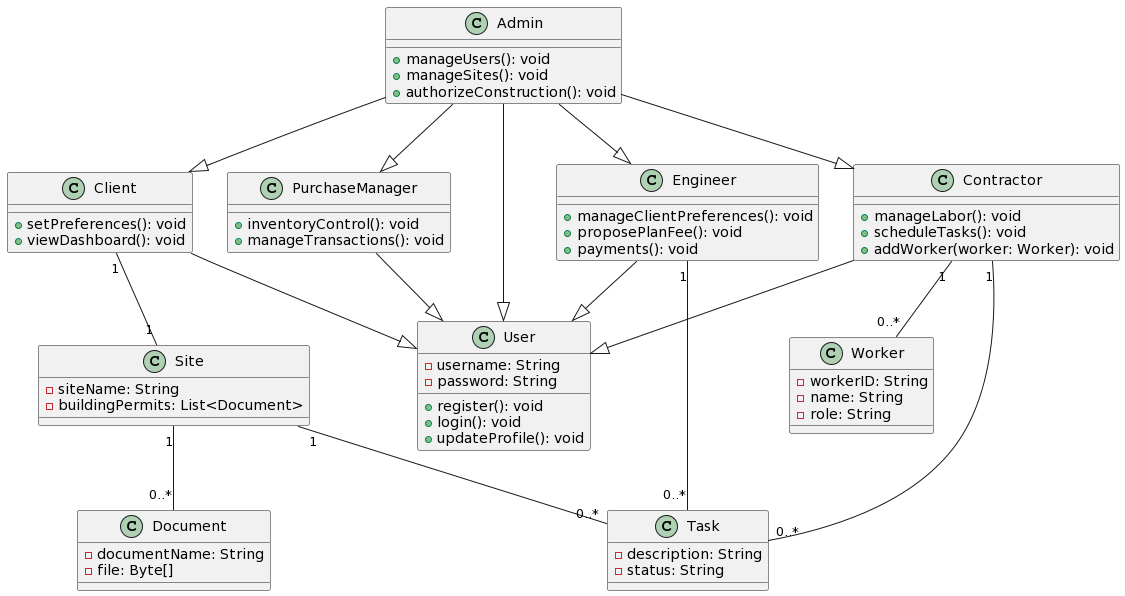 C Admin
manageUsers(): void
manageSites(): void
authorizeConstruction(): void
C Client
setPreferences(): void
viewDashboard(): void
C PurchaseManager
inventoryControl(): void
manageTransactions(): void
C Engineer
manageClientPreferences(): void
proposePlanFee(): void
payments(): void
C Contractor
manageLabor(): void
scheduleTasks(): void
addWorker(worker: Worker): void
1
1
1
1
0..*
1
C Site
siteName: String
buildingPermits: List<Document>
C User
username: String
password: String
register(): void
login(): void
updateProfile(): void
C Worker
workerID: String
name: String
role: String
1
1
0..*
0..*
0..*
0..*
C Document
documentName: String
file: Byte[]
C Task
description: String
status: String